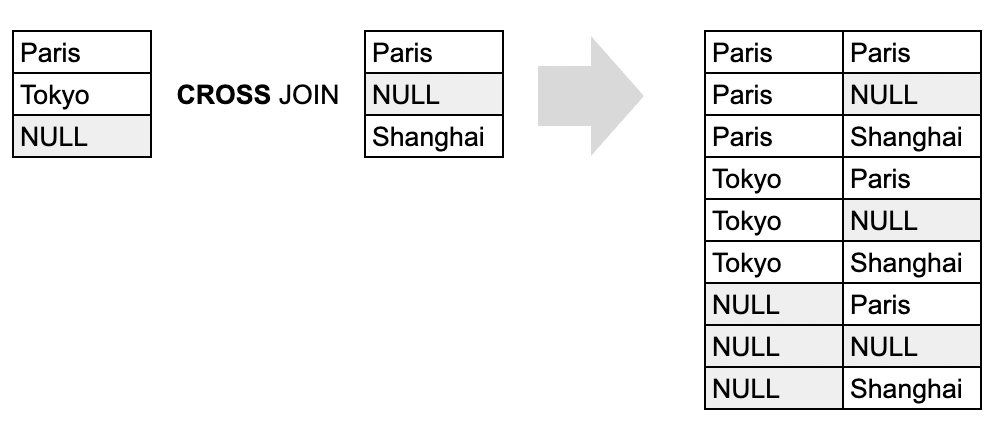 Paris
Tokyo
NULL
CROSS JOIN
Paris
NULL
Shanghai
Paris Paris
Paris NULL
Paris Shanghai
Tokyo Paris
Tokyo NULL
Tokyo Shanghai
NULL Paris
NULL NULL
NULL Shanghai